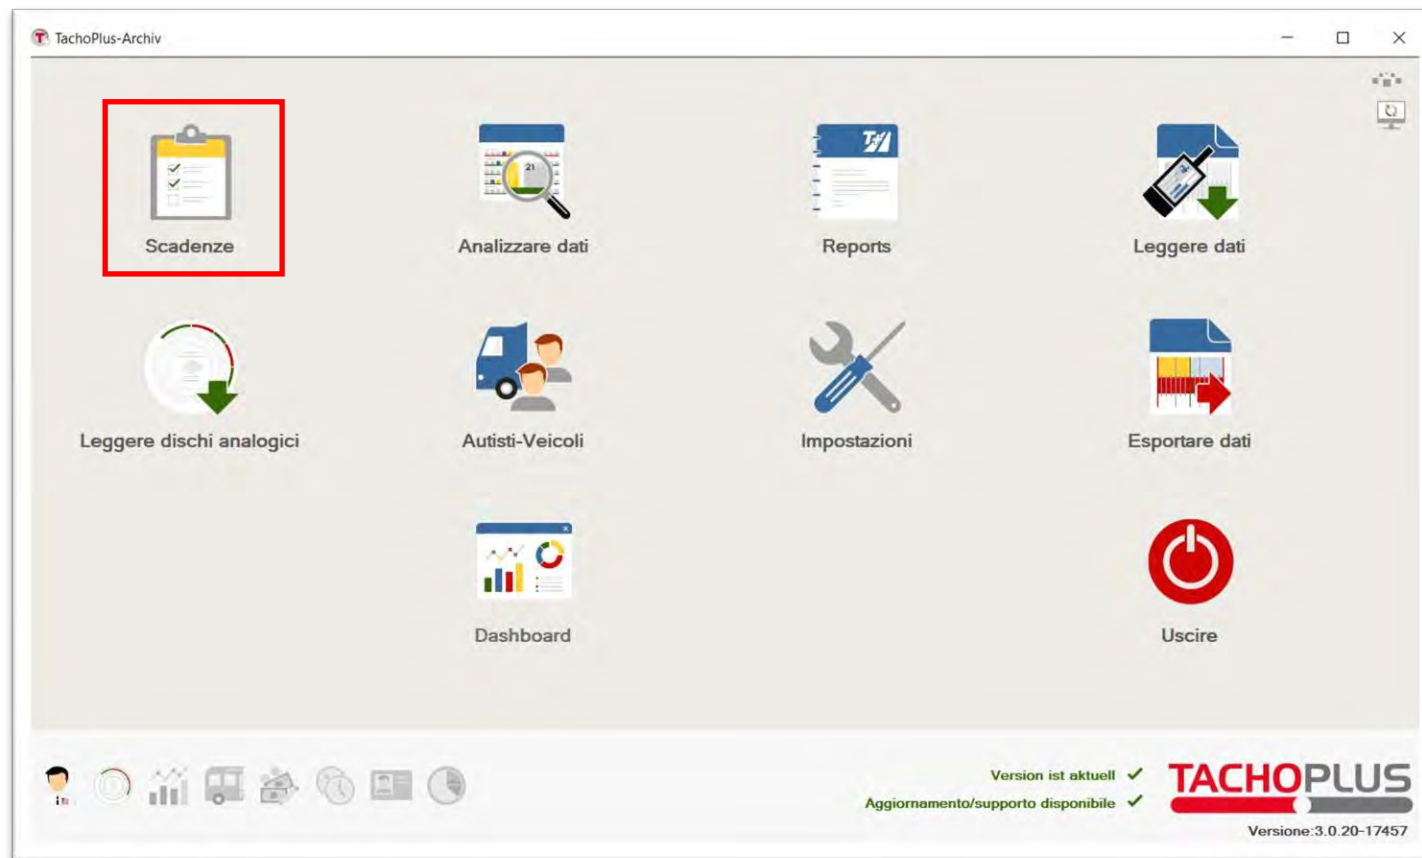 TachoPlus-Archiv
Scadenze
Analizzare dati
21
Reports
Leggere dati
Leggere dischi analogici
Autisti-Veicoli
Impostazioni
Esportare dati
Dashboard
Uscire
Version ist aktuell
Aggiornamento/supporto disponibile
TACHOPLUS
Versione:3.0.20-17457